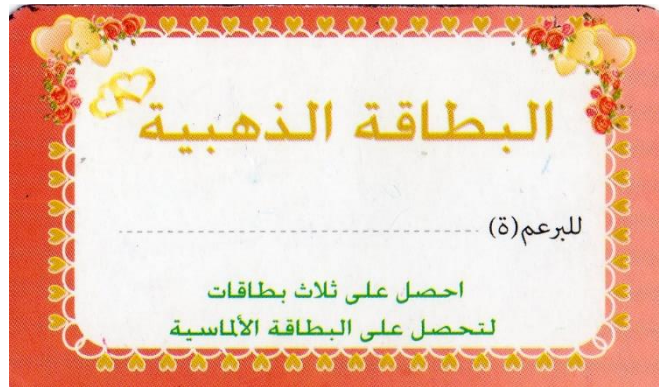 البطاقة الذهبية
للبرعم(ة) ........................................
احصل على ثلاث بطاقات
لتحصل على البطاقة الألماسية